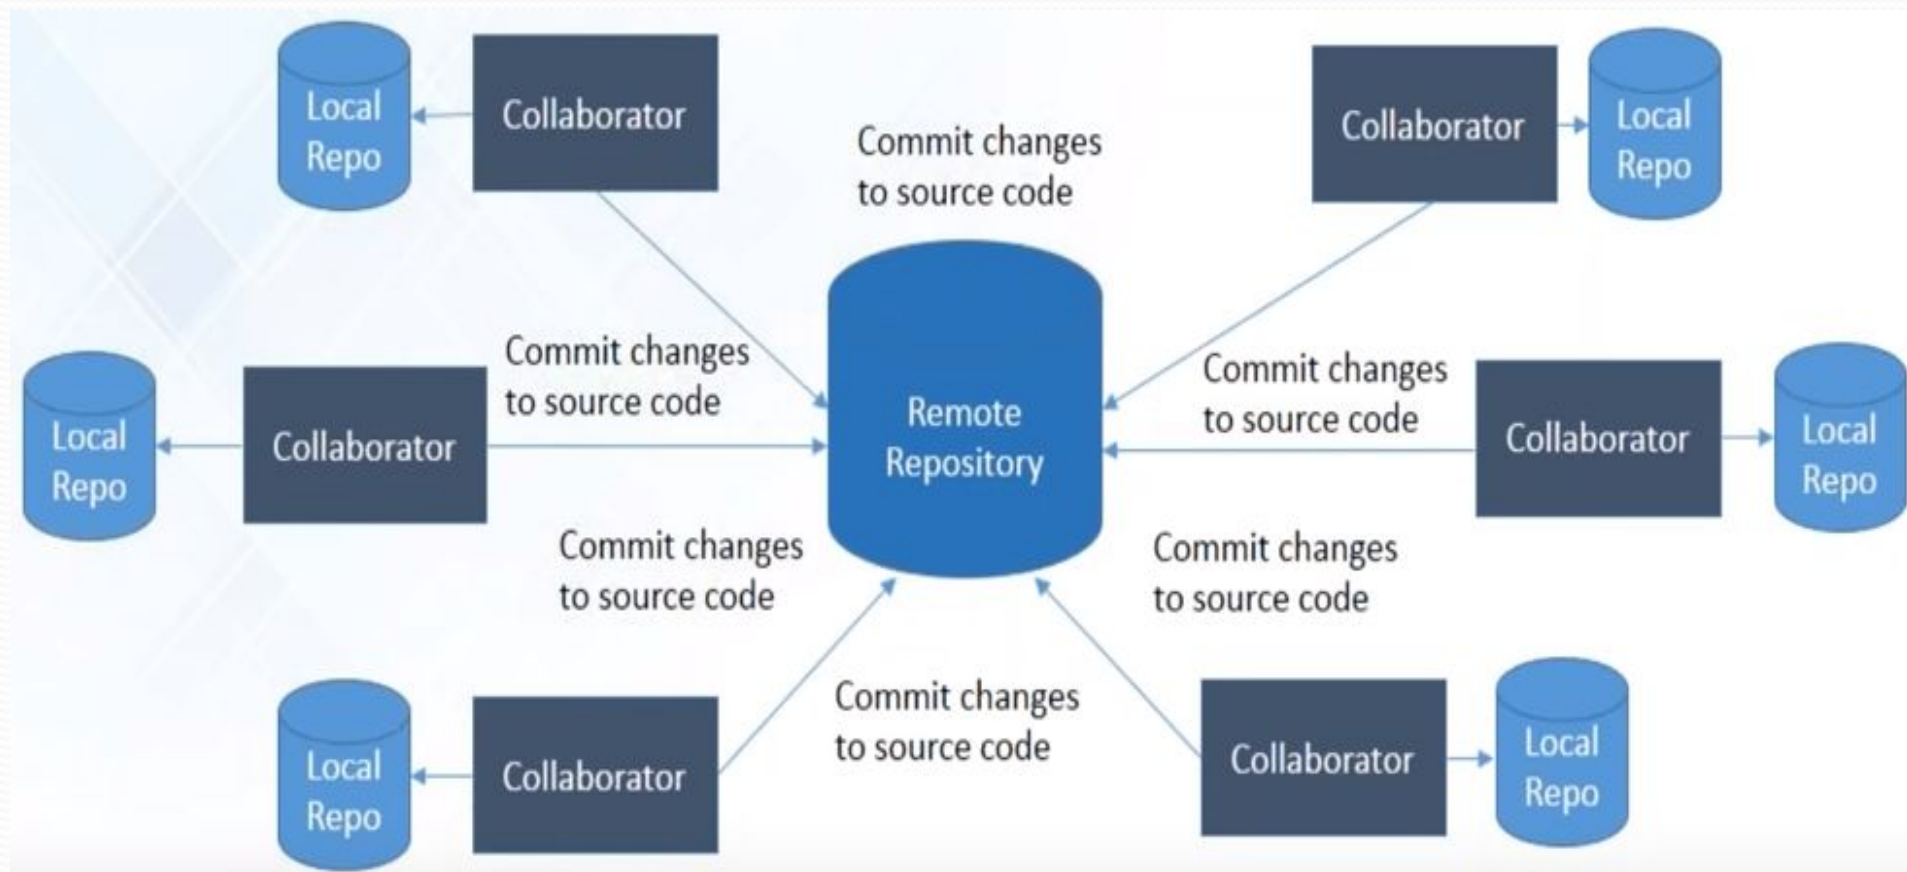 Local
Repo
Collaborator
Commit changes
to source code
Collaborator
Local
Repo
Local
Repo
Collaborator
Commit changes
to source code
Remote
Repository
Commit changes
to source code
Collaborator
Local
Repo
Commit changes
to source code
Commit changes
to source code
Local
Repo
Collaborator
Commit changes
to source code
Collaborator
Local
Repo